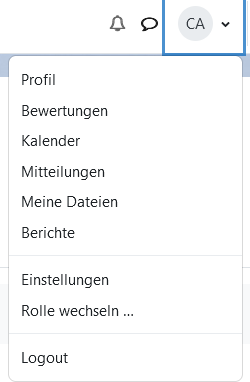 CA
Profil
Bewertungen
Kalender
Mitteilungen
Meine Dateien
Berichte
Einstellungen
Rolle wechseln ...
Logout